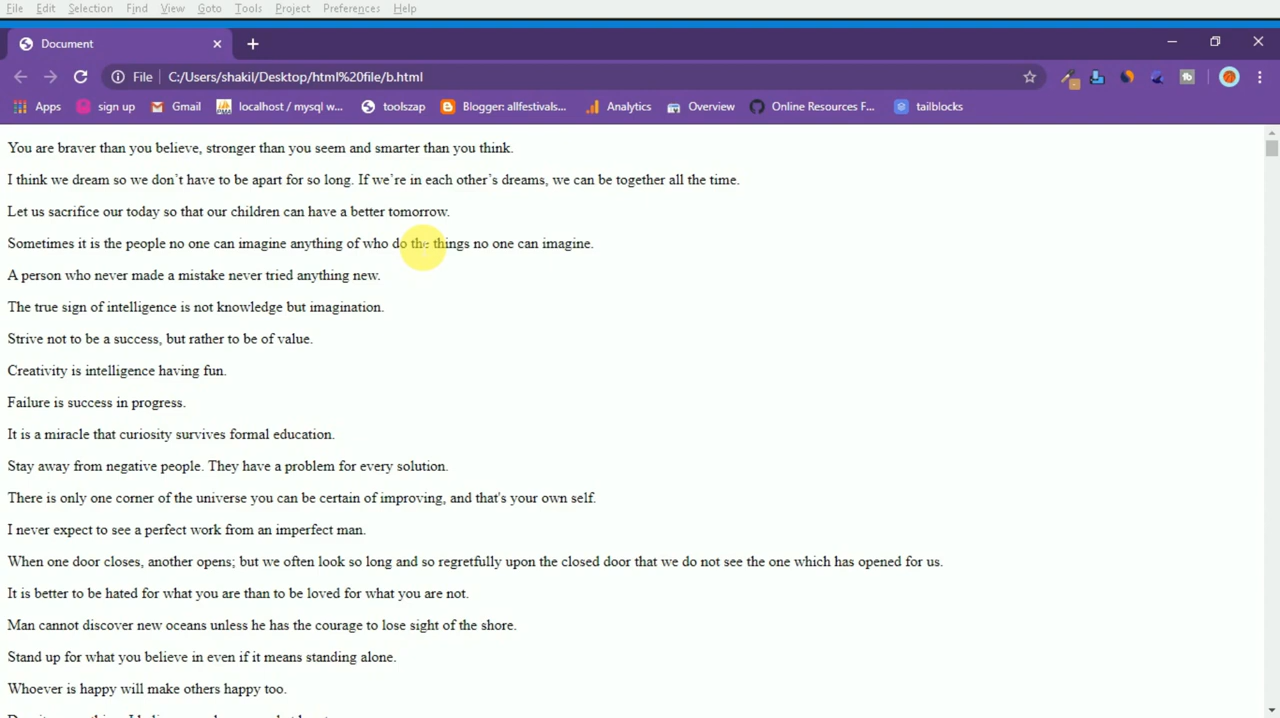 File Edit Selection Find View Goto Tools Project Preferences Help
Document
File C:/Users/shakil/Desktop/html%20file/b.html
Apps sign up Gmail localhost / mysql w... toolszap Blogger: allfestivals... Analytics Overview Online Resources F... tailblocks
You are braver than you believe, stronger than you seem and smarter than you think.
I think we dream so we don’t have to be apart for so long. If we’re in each other’s dreams, we can be together all the time.
Let us sacrifice our today so that our children can have a better tomorrow.
Sometimes it is the people no one can imagine anything of who do the things no one can imagine.
A person who never made a mistake never tried anything new.
The true sign of intelligence is not knowledge but imagination.
Strive not to be a success, but rather to be of value.
Creativity is intelligence having fun.
Failure is success in progress.
It is a miracle that curiosity survives formal education.
Stay away from negative people. They have a problem for every solution.
There is only one corner of the universe you can be certain of improving, and that's your own self.
I never expect to see a perfect work from an imperfect man.
When one door closes, another opens; but we often look so long and so regretfully upon the closed door that we do not see the one which has opened for us.
It is better to be hated for what you are than to be loved for what you are not.
Man cannot discover new oceans unless he has the courage to lose sight of the shore.
Stand up for what you believe in even if it means standing alone.
Whoever is happy will make others happy too.